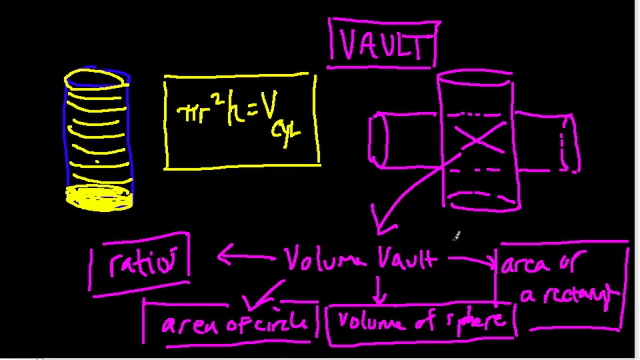 VAULT
πr²h = V cyl
ratio
Volume Vault
area of circle
Volume of sphere
area of
a rectangle